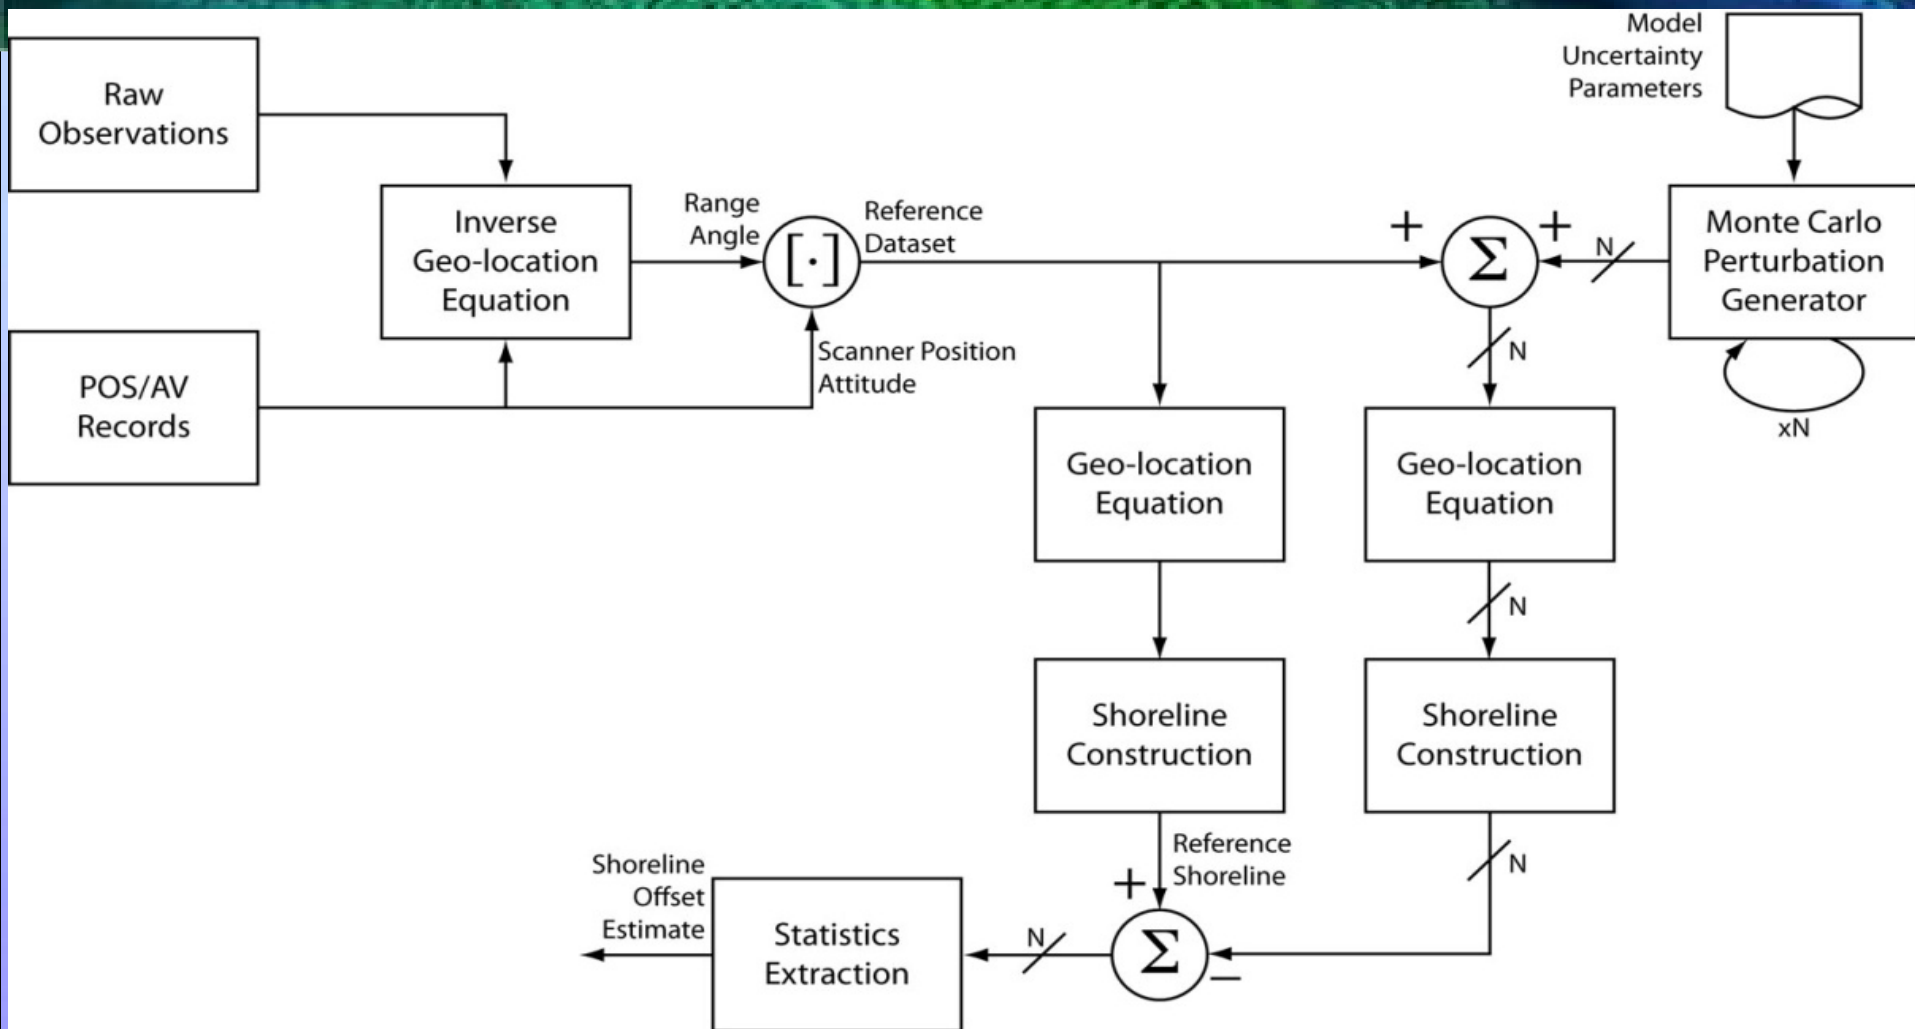 Raw
Observations
POS/AV
Records
Inverse
Geo-location
Equation
Range
Angle
[·]
Reference
Dataset
Scanner Position
Attitude
+
Σ
+
N
Model
Uncertainty
Parameters
Monte Carlo
Perturbation
Generator
xN
N
Geo-location
Equation
Geo-location
Equation
N
Shoreline
Construction
Shoreline
Construction
Reference
Shoreline
N
+
Σ
−
N
Statistics
Extraction
Shoreline
Offset
Estimate